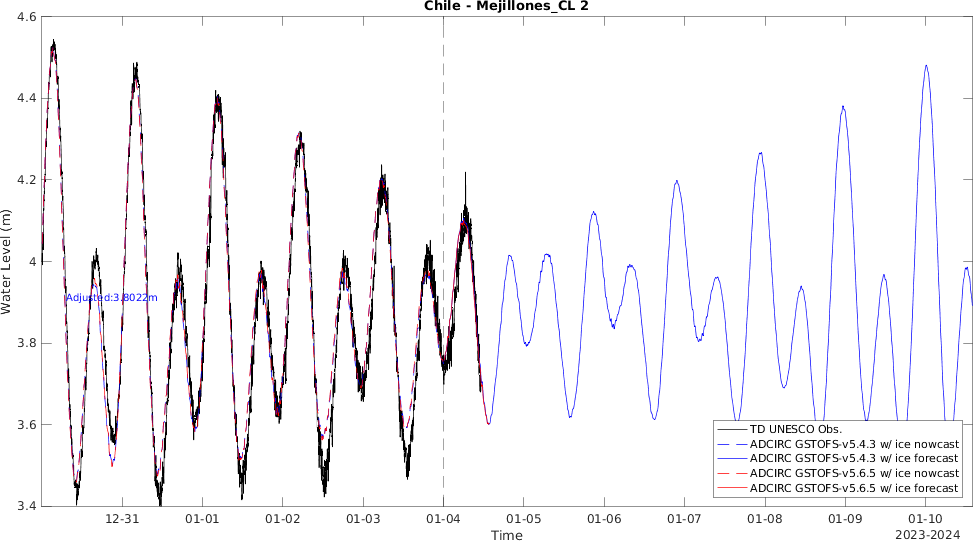 Chile - Mejillones_CL 2
4.6
4.4
4.2
4
3.8
3.6
3.4
Water Level (m)
Adjusted:3.8022m
TD UNESCO Obs.
ADCIRC GSTOFS-v5.4.3 w/ ice nowcast
ADCIRC GSTOFS-v5.4.3 w/ ice forecast
ADCIRC GSTOFS-v5.6.5 w/ ice nowcast
ADCIRC GSTOFS-v5.6.5 w/ ice forecast
12-31 01-01 01-02 01-03 01-04 01-05 01-06 01-07 01-08 01-09 01-10
Time
2023-2024